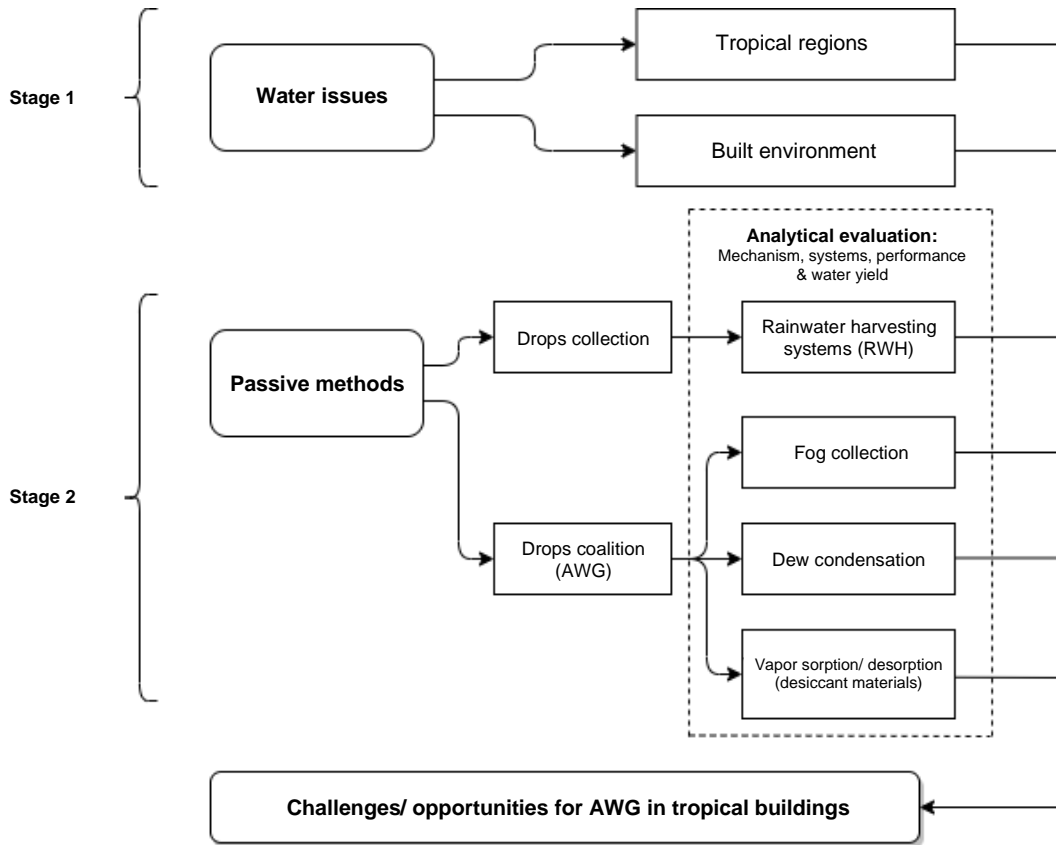 Stage 1
Water issues
Tropical regions
Built environment
Stage 2
Passive methods
Drops collection
Drops coalition
(AWG)
Analytical evaluation:
Mechanism, systems, performance
& water yield
Rainwater harvesting
systems (RWH)
Fog collection
Dew condensation
Vapor sorption/ desorption
(desiccant materials)
Challenges/ opportunities for AWG in tropical buildings